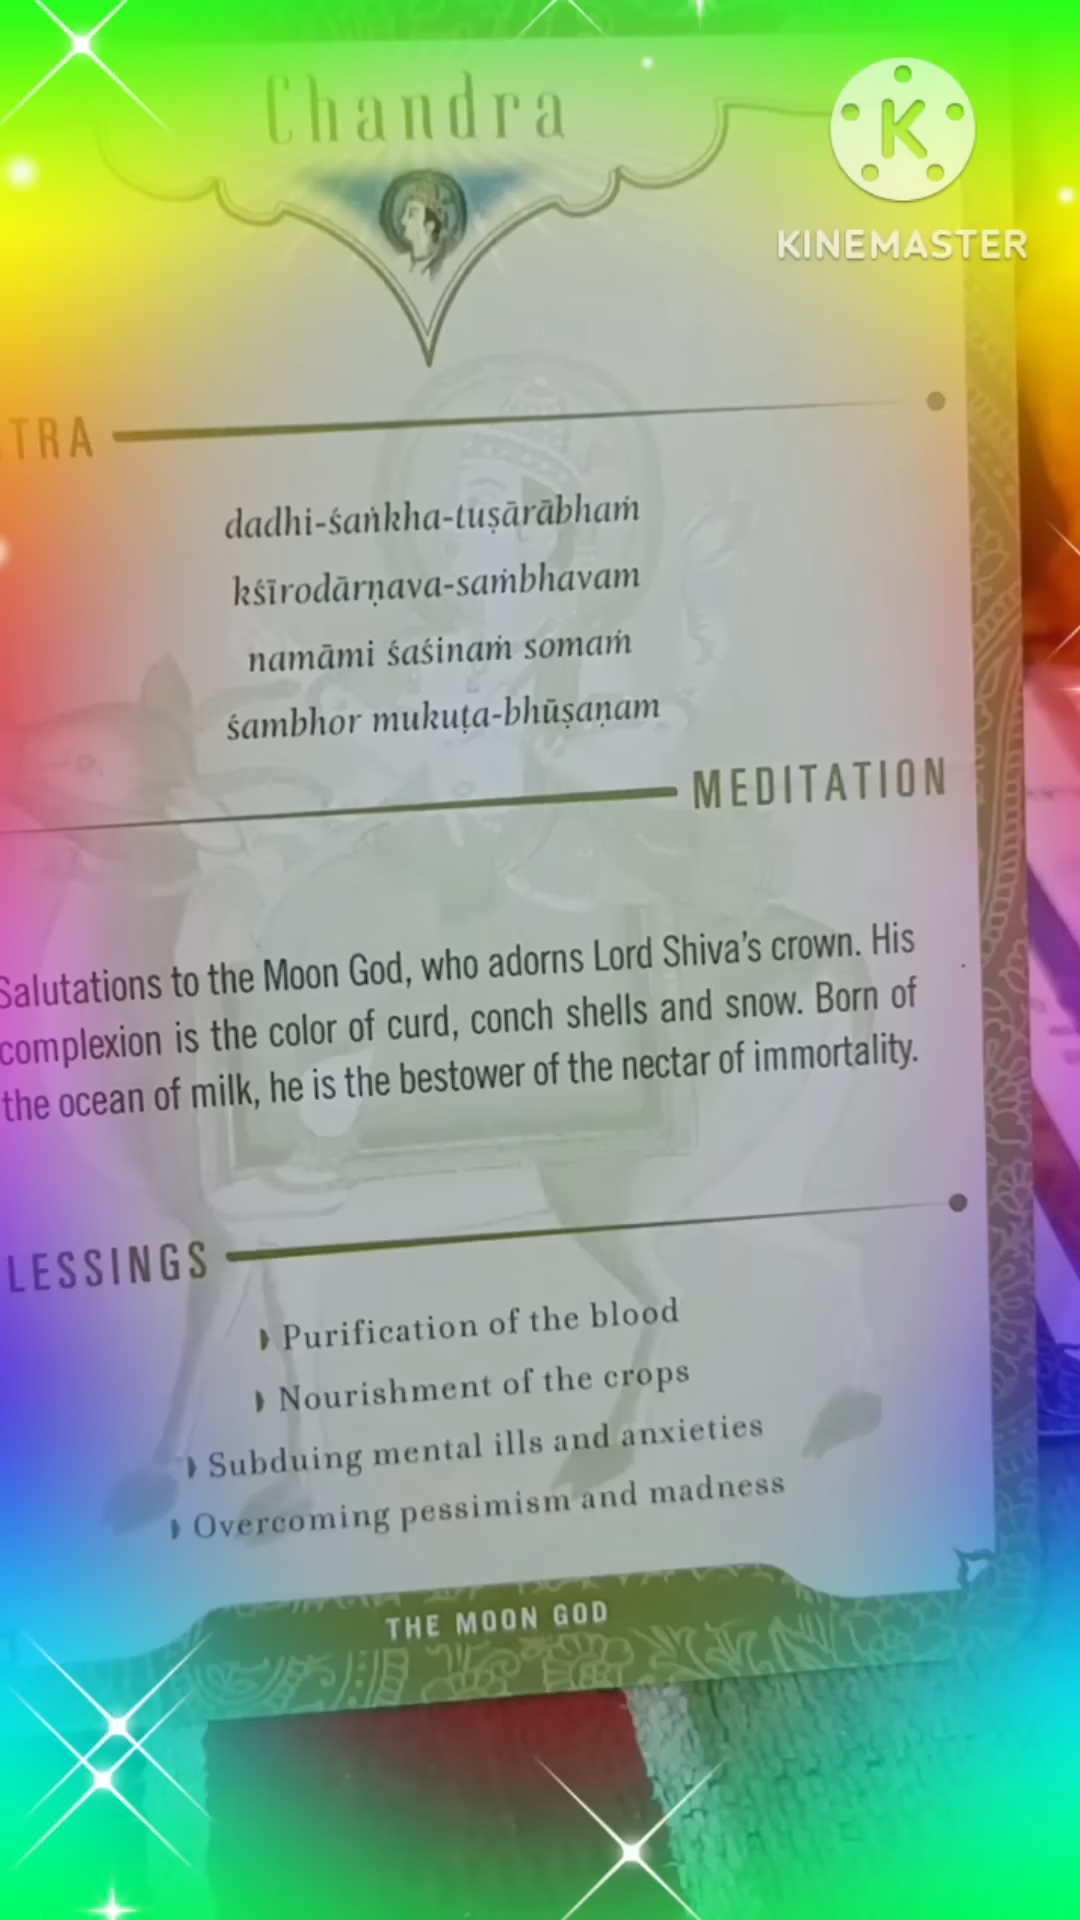 Chandra
KINEMASTER
TRA
dadhi-śaṅkha-tuṣārābhaṁ
kśīrodārṇava-saṁbhavam
namāmi śaśinaṁ somaṁ
śambhor mukuṭa-bhūṣaṇam
MEDITATION
Salutations to the Moon God, who adorns Lord Shiva's crown. His
complexion is the color of curd, conch shells and snow. Born of
the ocean of milk, he is the bestower of the nectar of immortality.
LESSINGS
Purification of the blood
Nourishment of the crops
Subduing mental ills and anxieties
Overcoming pessimism and madness
THE MOON GOD